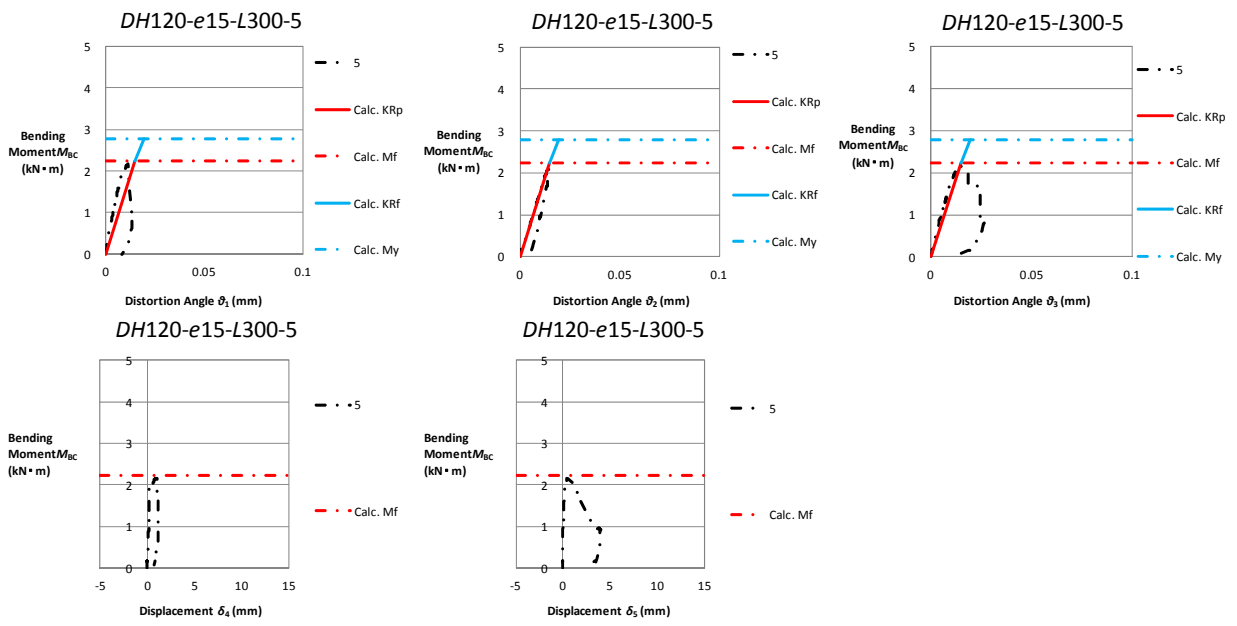 DH120-e15-L300-5
5
4
3
2
1
0
0
0.05
0.1
Bending
MomentM_BC
(kN・m)
Distortion Angle ϑ1 (mm)
5
Calc. KRp
Calc. Mf
Calc. KRf
Calc. My
DH120-e15-L300-5
5
4
3
2
1
0
0
0.05
0.1
Bending
MomentM_BC
(kN・m)
Distortion Angle ϑ2 (mm)
5
Calc. KRp
Calc. Mf
Calc. KRf
Calc. My
DH120-e15-L300-5
5
4
3
2
1
0
0
0.05
0.1
Bending
MomentM_BC
(kN・m)
Distortion Angle ϑ3 (mm)
5
Calc. KRp
Calc. Mf
Calc. KRf
Calc. My
DH120-e15-L300-5
5
4
3
2
1
0
-5
0
5
10
15
Bending
MomentM_BC
(kN・m)
Displacement δ4 (mm)
5
Calc. Mf
DH120-e15-L300-5
5
4
3
2
1
0
-5
0
5
10
15
Bending
MomentM_BC
(kN・m)
Displacement δ5 (mm)
5
Calc. Mf